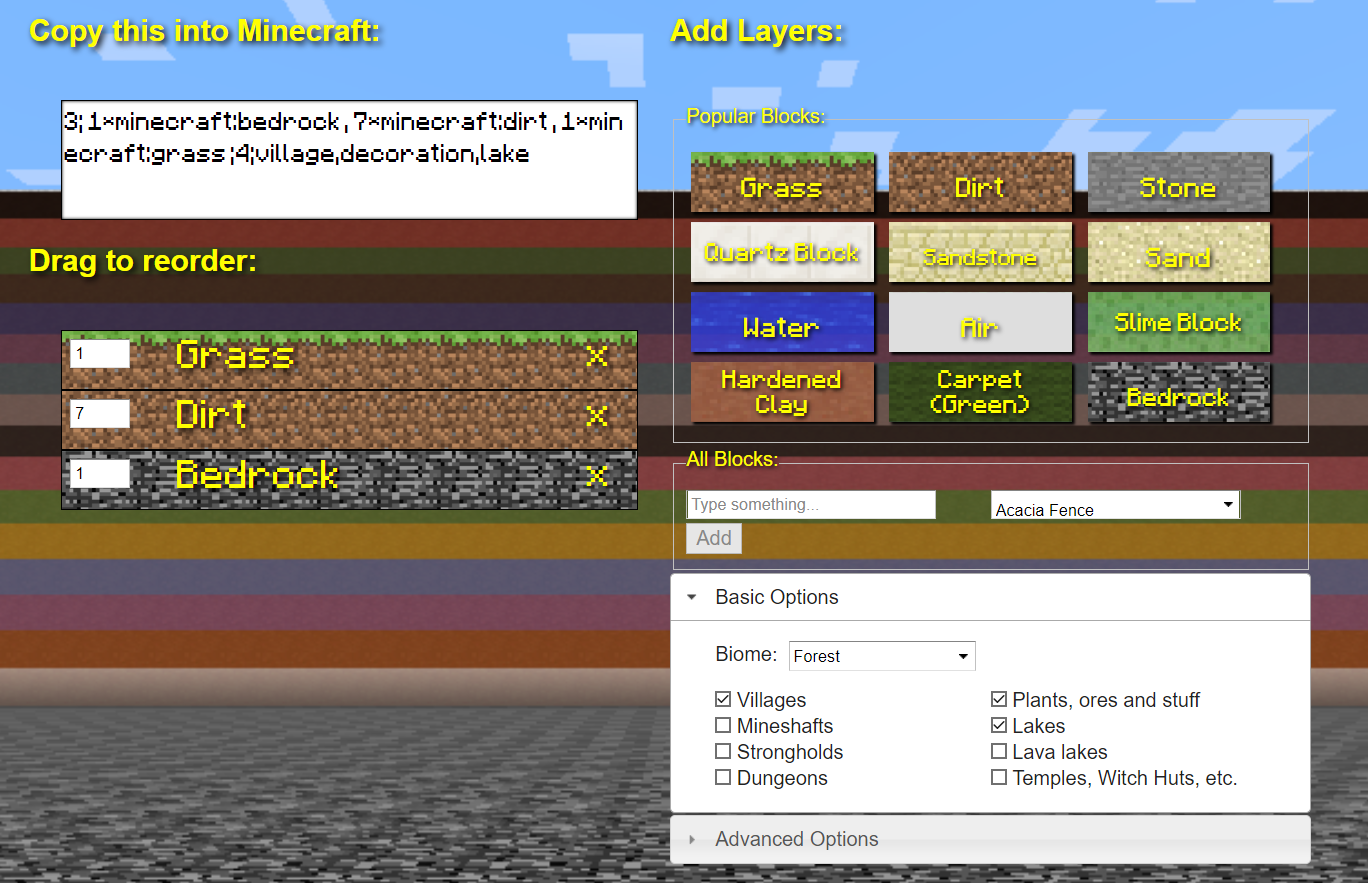 Copy this into Minecraft:
3;1*minecraft:bedrock,7*minecraft:dirt,1*min
ecraft:grass;4;village,decoration,lake
Drag to reorder:
1 Grass X
7 Dirt X
1 Bedrock X
Add Layers:
Popular Blocks:
Grass Dirt Stone
Quartz Block Sandstone Sand
Water Air Slime Block
Hardened
Clay
Carpet
(Green)
Bedrock
All Blocks:
Type something... Acacia Fence
Add
Basic Options
Biome: Forest
Villages Plants, ores and stuff
Mineshafts Lakes
Strongholds Lava lakes
Dungeons Temples, Witch Huts, etc.
Advanced Options